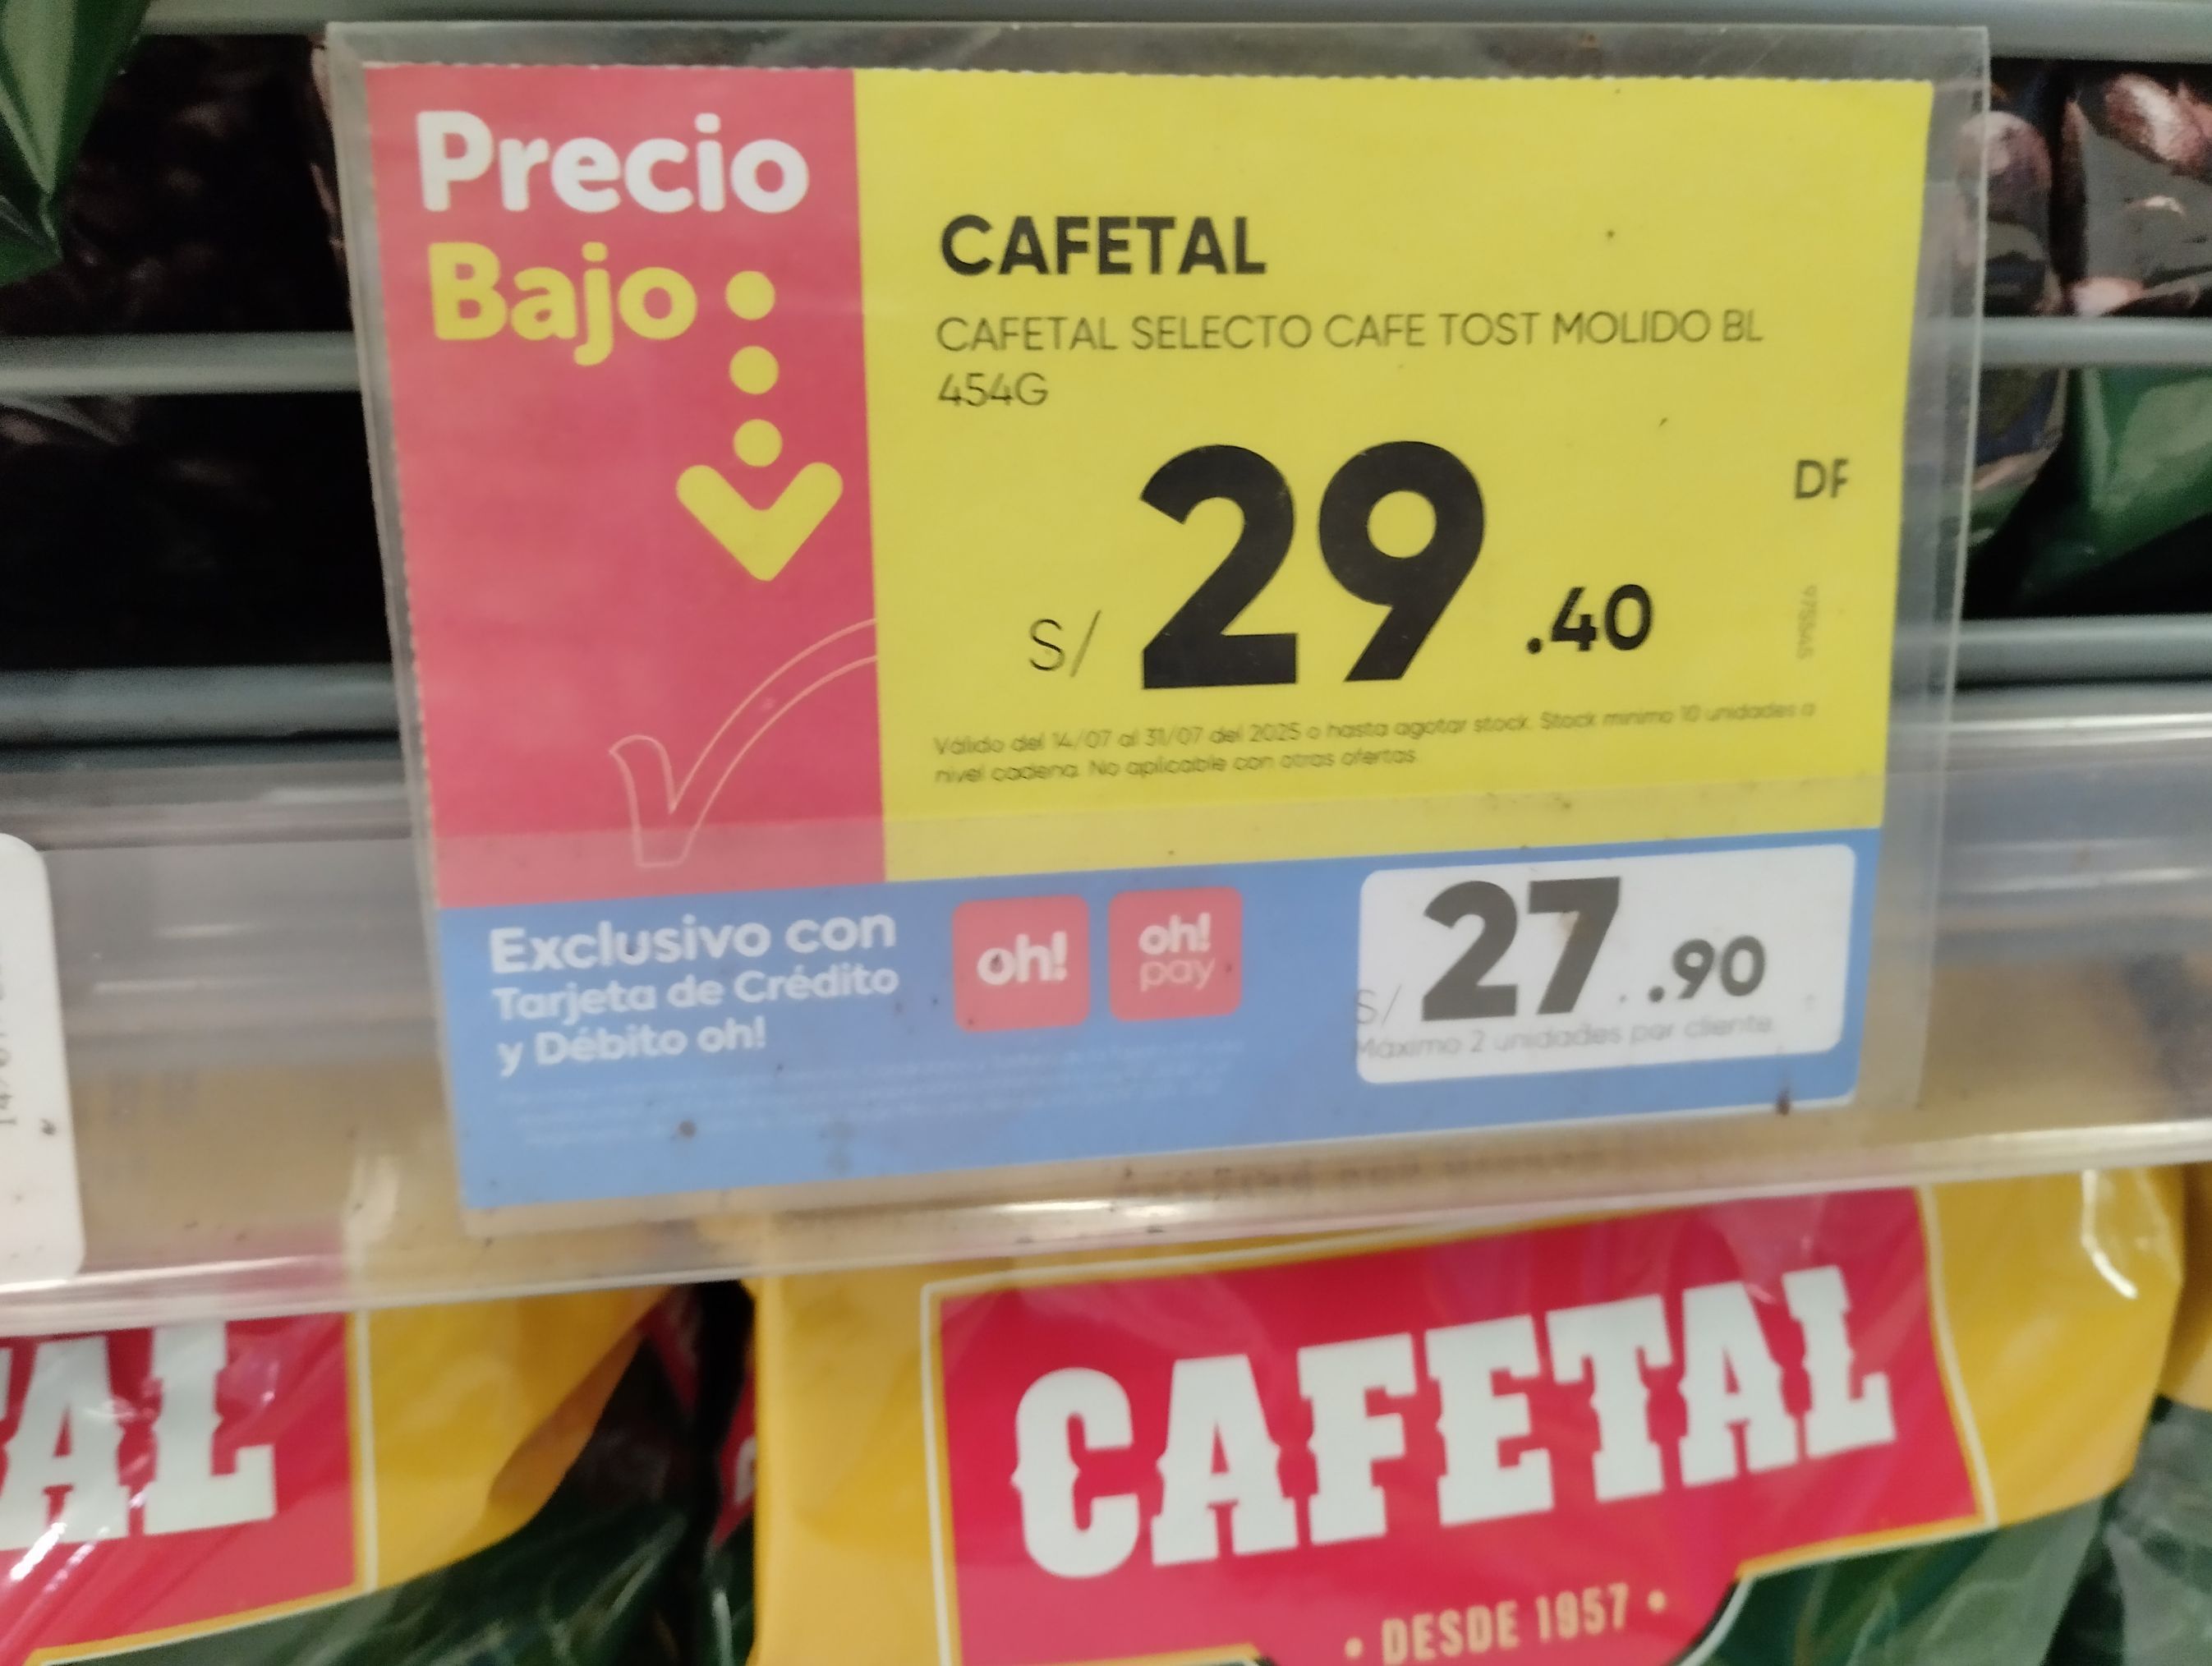 Precio
Bajo
CAFETAL
CAFETAL SELECTO CAFE TOST MOLIDO BL
454G
S/ 29.40
DF
Válido del 14/07 al 31/07 del 2025 o hasta agotar stock. Stock minimo 10 unidades a
nivel cadena. No aplicable con otras ofertas.
Exclusivo con
Tarjeta de Crédito
y Débito oh!
oh!
oh!
pay
S/ 27.90
Máximo 2 unidades por cliente.
TAL
CAFETAL
• DESDE 1957 •